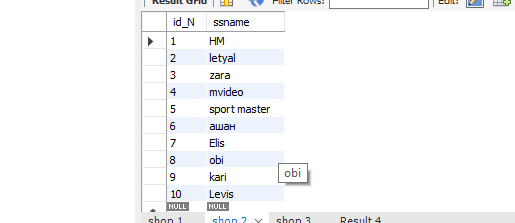 Result Grid Filter Rows: Edit:
id_N ssname
1 HM
2 letyal
3 zara
4 mvideo
5 sport master
6 ашан
7 Elis
8 obi
obi
9 kari
10 Levis
NULL NULL
shop 1 shop 2 shop 3 Result 4